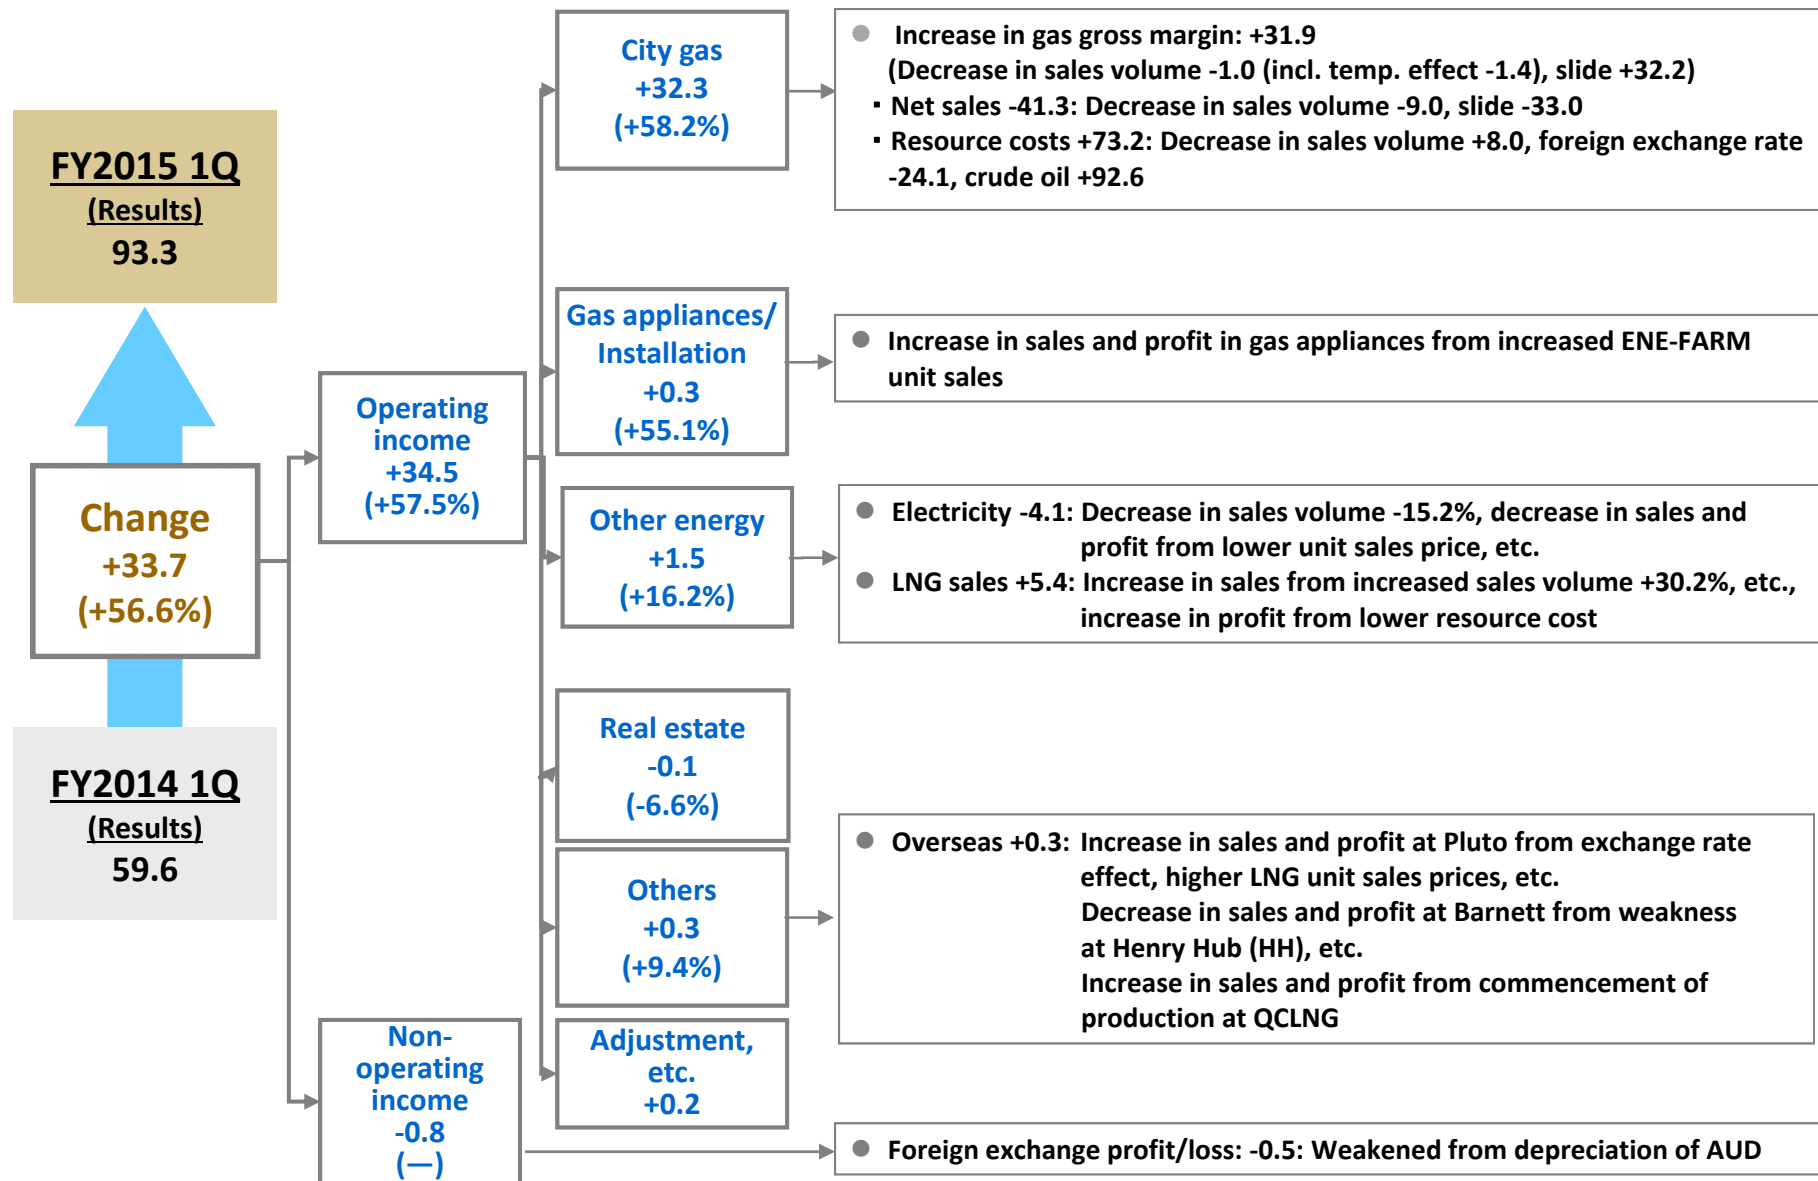 FY2015 1Q
(Results)
93.3
Change
+33.7
(+56.6%)
FY2014 1Q
(Results)
59.6
Operating
income
+34.5
(+57.5%)
Non-
operating
income
-0.8
(—)
City gas
+32.3
(+58.2%)
Gas appliances/
Installation
+0.3
(+55.1%)
Other energy
+1.5
(+16.2%)
Real estate
-0.1
(-6.6%)
Others
+0.3
(+9.4%)
Adjustment,
etc.
+0.2
● Increase in gas gross margin: +31.9
(Decrease in sales volume -1.0 (incl. temp. effect -1.4), slide +32.2)
▪ Net sales -41.3: Decrease in sales volume -9.0, slide -33.0
▪ Resource costs +73.2: Decrease in sales volume +8.0, foreign exchange rate
-24.1, crude oil +92.6
● Increase in sales and profit in gas appliances from increased ENE-FARM
unit sales
● Electricity -4.1: Decrease in sales volume -15.2%, decrease in sales and
profit from lower unit sales price, etc.
● LNG sales +5.4: Increase in sales from increased sales volume +30.2%, etc.,
increase in profit from lower resource cost
● Overseas +0.3: Increase in sales and profit at Pluto from exchange rate
effect, higher LNG unit sales prices, etc.
Decrease in sales and profit at Barnett from weakness
at Henry Hub (HH), etc.
Increase in sales and profit from commencement of
production at QCLNG
● Foreign exchange profit/loss: -0.5: Weakened from depreciation of AUD